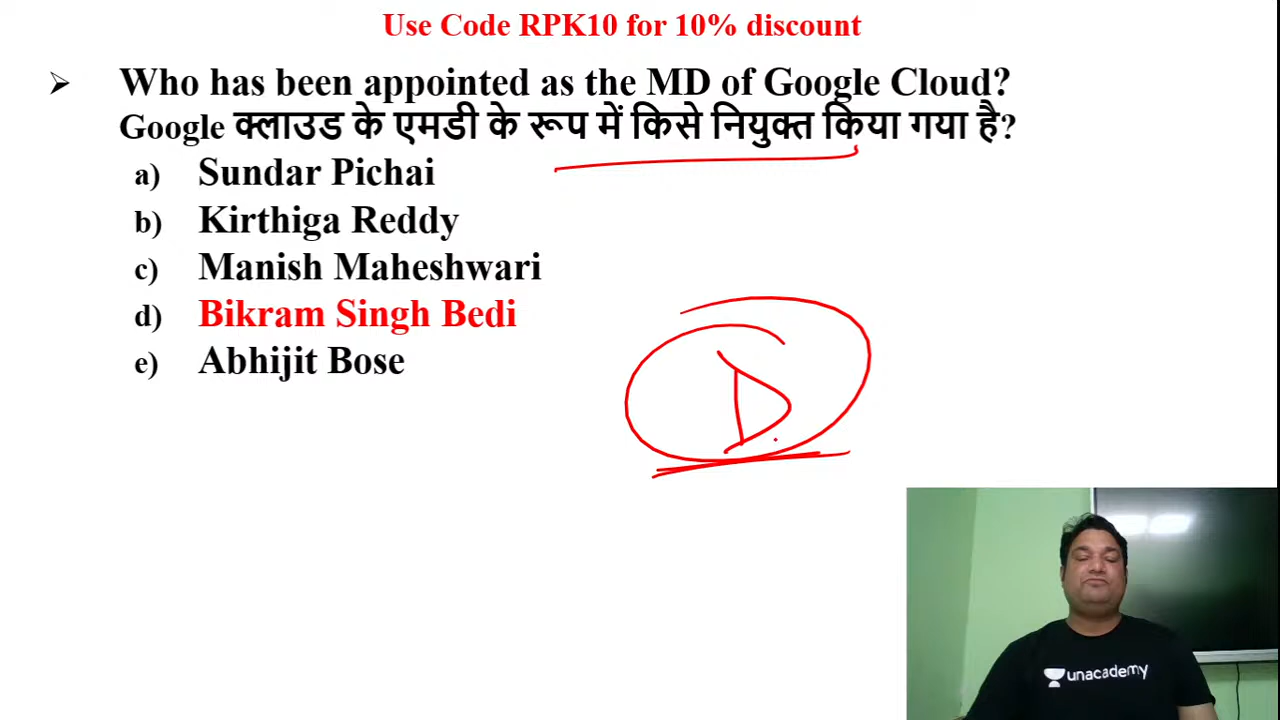 Use Code RPK10 for 10% discount
➢ Who has been appointed as the MD of Google Cloud?
Google क्लाउड के एमडी के रूप में किसे नियुक्त किया गया है?
a) Sundar Pichai
b) Kirthiga Reddy
c) Manish Maheshwari
d) Bikram Singh Bedi
e) Abhijit Bose
D
unacademy